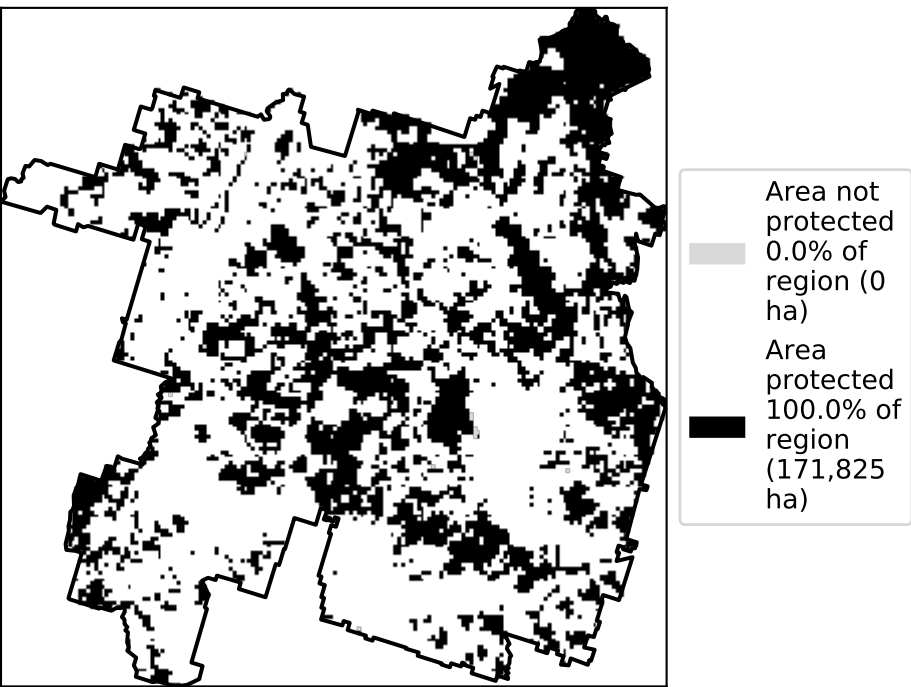 Area not
protected
0.0% of
region (0
ha)
Area
protected
100.0% of
region
(171,825
ha)